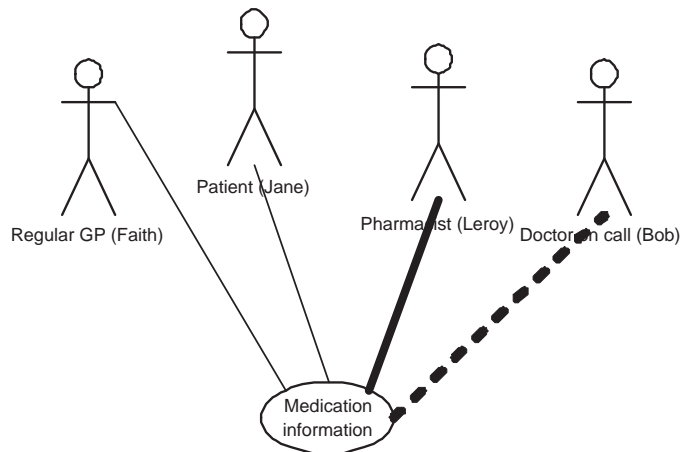 Patient (Jane)
Regular GP (Faith)
Pharmacist (Leroy)
Doctor on call (Bob)
Medication
information